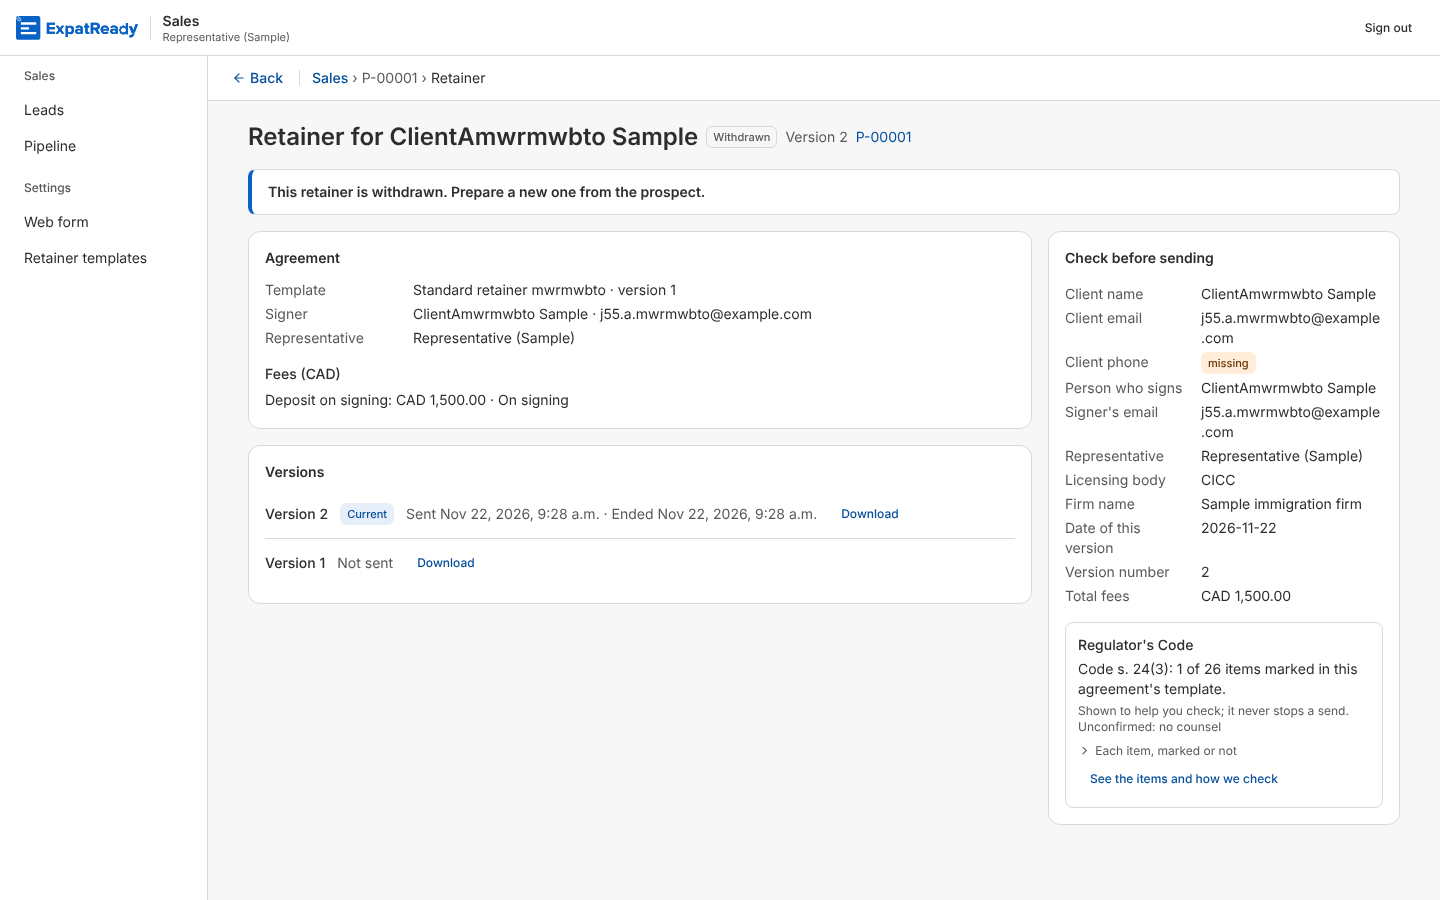 ExpatReady
Sales
Representative (Sample)
Sign out
Sales
Leads
Pipeline
Settings
Web form
Retainer templates
← Back
Sales › P-00001 › Retainer
Retainer for ClientAmwrmwbto Sample Withdrawn Version 2 P-00001
This retainer is withdrawn. Prepare a new one from the prospect.
Agreement
Template Standard retainer mwrmwbto · version 1
Signer ClientAmwrmwbto Sample · j55.a.mwrmwbto@example.com
Representative Representative (Sample)
Fees (CAD)
Deposit on signing: CAD 1,500.00 · On signing
Versions
Version 2 Current Sent Nov 22, 2026, 9:28 a.m. · Ended Nov 22, 2026, 9:28 a.m. Download
Version 1 Not sent Download
Check before sending
Client name ClientAmwrmwbto Sample
Client email j55.a.mwrmwbto@example
.com
Client phone missing
Person who signs ClientAmwrmwbto Sample
Signer's email j55.a.mwrmwbto@example
.com
Representative Representative (Sample)
Licensing body CICC
Firm name Sample immigration firm
Date of this 2026-11-22
version
Version number 2
Total fees CAD 1,500.00
Regulator's Code
Code s. 24(3): 1 of 26 items marked in this
agreement's template.
Shown to help you check; it never stops a send.
Unconfirmed: no counsel
Each item, marked or not
See the items and how we check